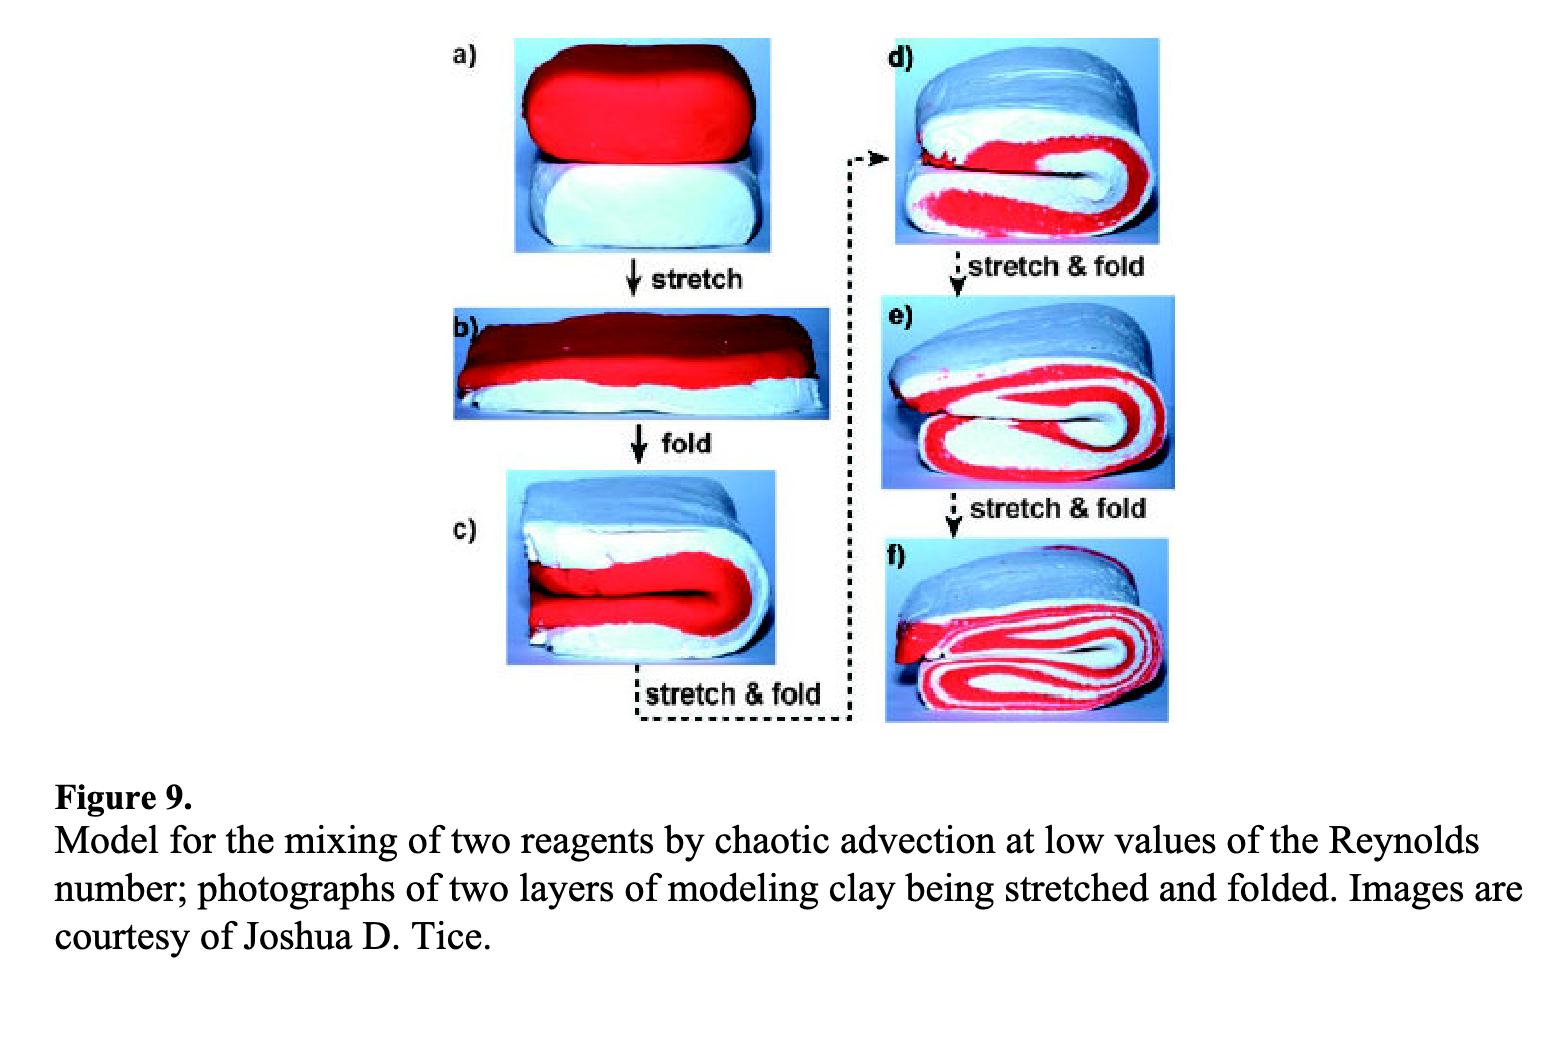 a)
stretch
b)
fold
c)
stretch & fold
d)
stretch & fold
e)
stretch & fold
f)
Figure 9.
Model for the mixing of two reagents by chaotic advection at low values of the Reynolds
number; photographs of two layers of modeling clay being stretched and folded. Images are
courtesy of Joshua D. Tice.